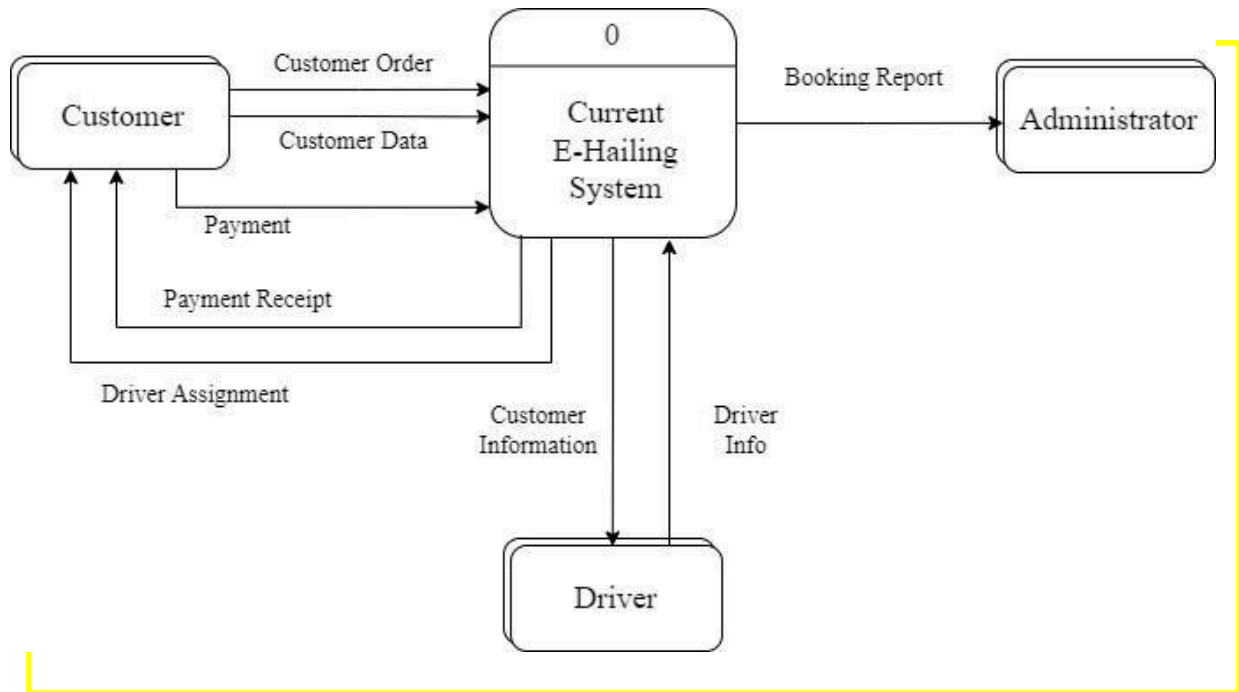 0
Customer Order
Booking Report
Customer
Current
E-Hailing
System
Administrator
Customer Data
Payment
Payment Receipt
Driver Assignment
Customer
Information
Driver
Info
Driver